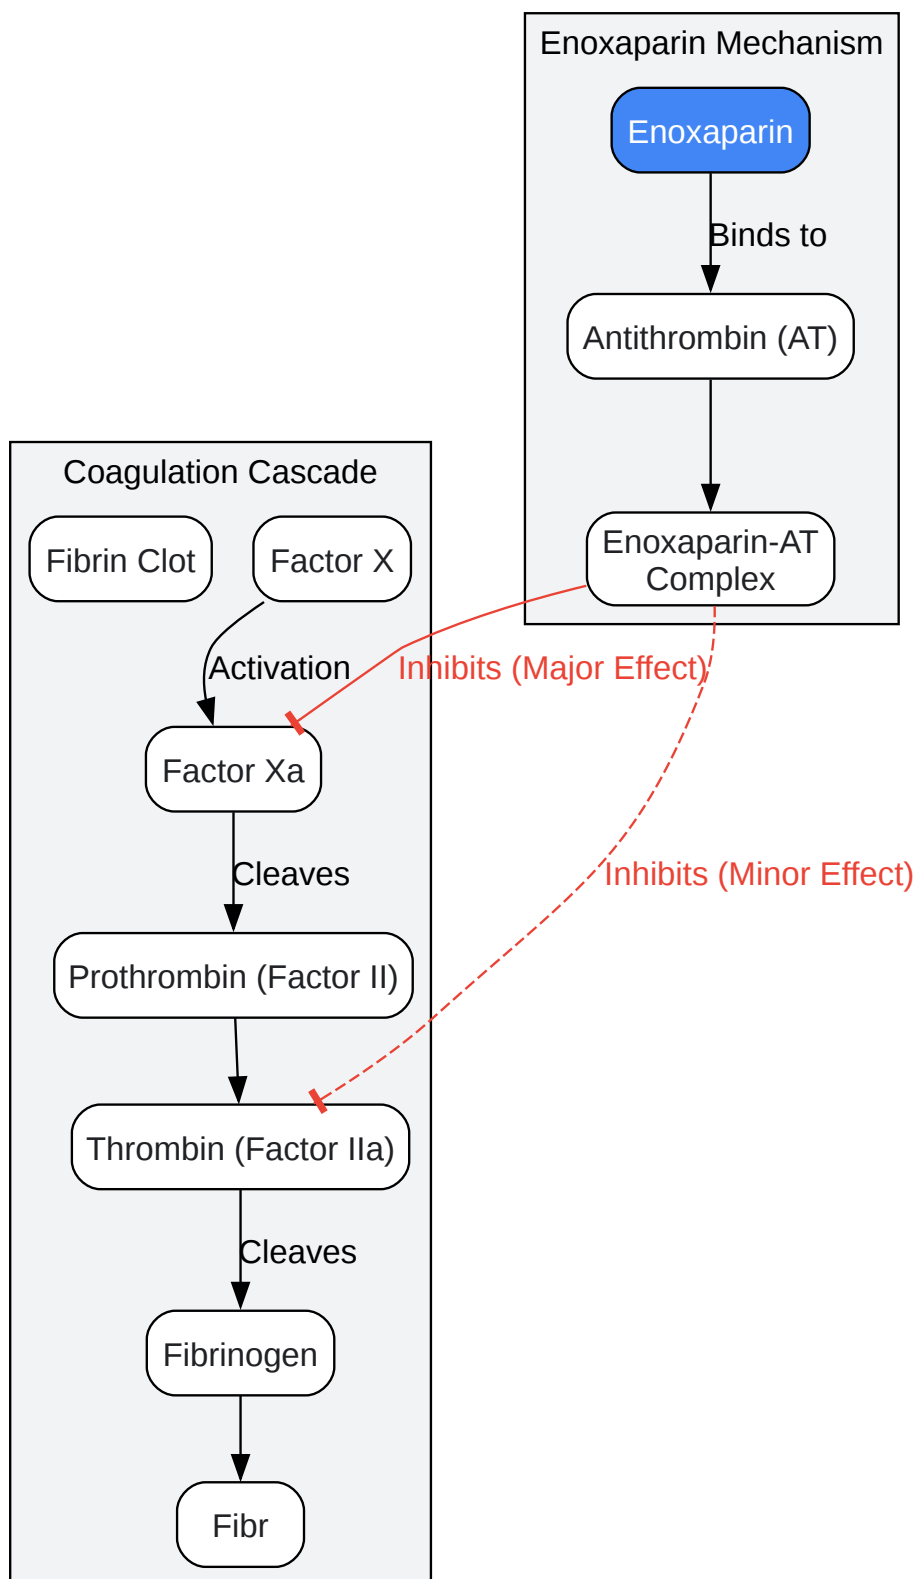 Enoxaparin Mechanism
Enoxaparin
Binds to
Antithrombin (AT)
Enoxaparin-AT
Complex
Coagulation Cascade
Fibrin Clot
Factor X
Activation
Inhibits (Major Effect)
Factor Xa
Cleaves
Inhibits (Minor Effect)
Prothrombin (Factor II)
Thrombin (Factor IIa)
Cleaves
Fibrinogen
Fibr